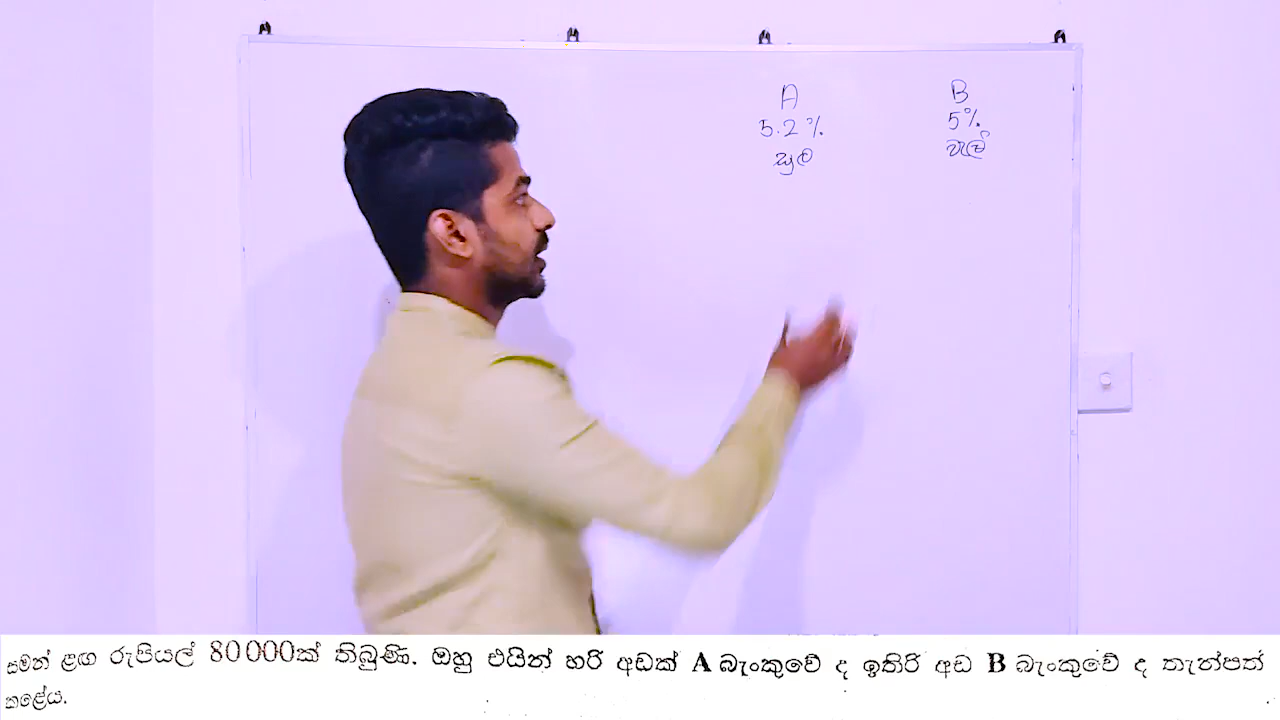 A B
5.2% 5%
සුළු වැල්
සමන් ළඟ රුපියල් 80000ක් තිබුණි. ඔහු එයින් හරි අඩක් A බැංකුවේ ද ඉතිරි අඩ B බැංකුවේ ද තැන්පත්
කළේය.